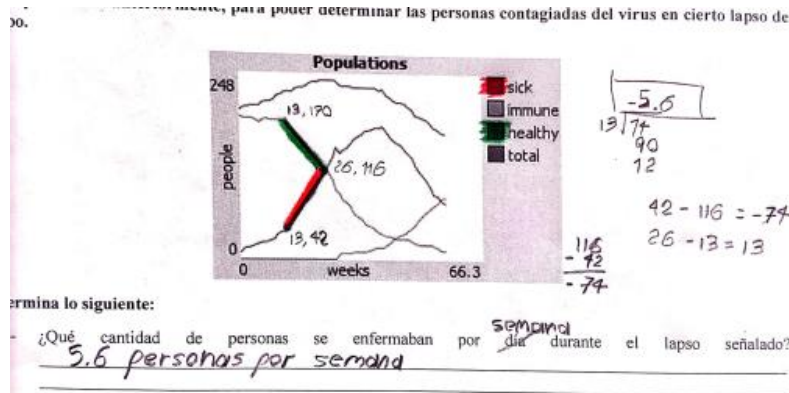 para poder determinar las personas contagiadas del virus en cierto lapso de
po.
Populations
248
people
0
0
weeks
66.3
13, 170
26, 116
13, 42
sick
immune
healthy
total
-5.6
13 74
90
12
42 - 116 = -74
26 - 13 = 13
116
- 42
- 74
ermina lo siguiente:
semana
¿Qué cantidad de personas se enfermaban por día durante el lapso señalado?
5.6 personas por semana